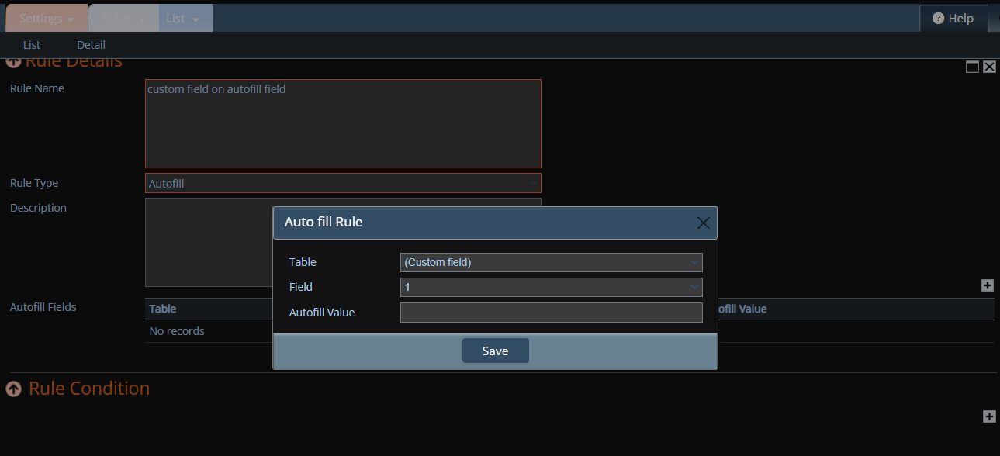 Settings
Rules
List
Help
List
Detail
Rule Details
Rule Name
custom field on autofill field
Rule Type
Autofill
Description
Auto fill Rule
Table
(Custom field)
Field
1
Autofill Value
Save
Autofill Fields
Table
ofill Value
No records
Rule Condition